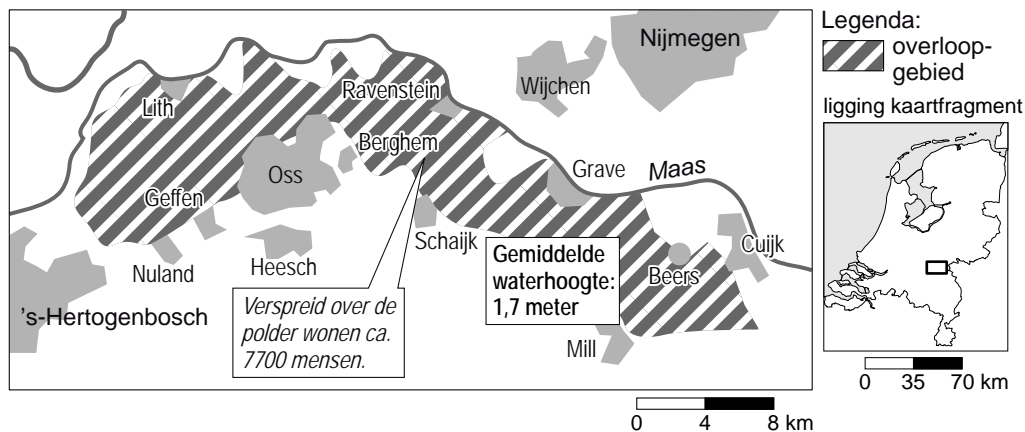 Nijmegen
Wijchen
Ravenstein
Lith
Berghem
Oss
Grave
Maas
Geffen
Schaijk
Cuijk
Nuland
Heesch
Beers
Gemiddelde
waterhoogte:
1,7 meter
's-Hertogenbosch
Verspreid over de
polder wonen ca.
7700 mensen.
Mill
0 4 8 km
Legenda:
overloop-
gebied
ligging kaartfragment
0 35 70 km